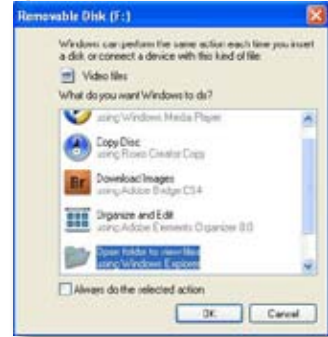 Removable Disk (F:)
Windows can perform the same action each time you insert
a disk or connect a device with this kind of file:
Video files
What do you want Windows to do?
using Windows Media Player
Copy Disc
using Roxio Creator Copy
Download Images
using Adobe Bridge CS4
Organize and Edit
using Adobe Elements Organizer 8.0
Open folder to view files
using Windows Explorer
Always do the selected action
OK
Cancel